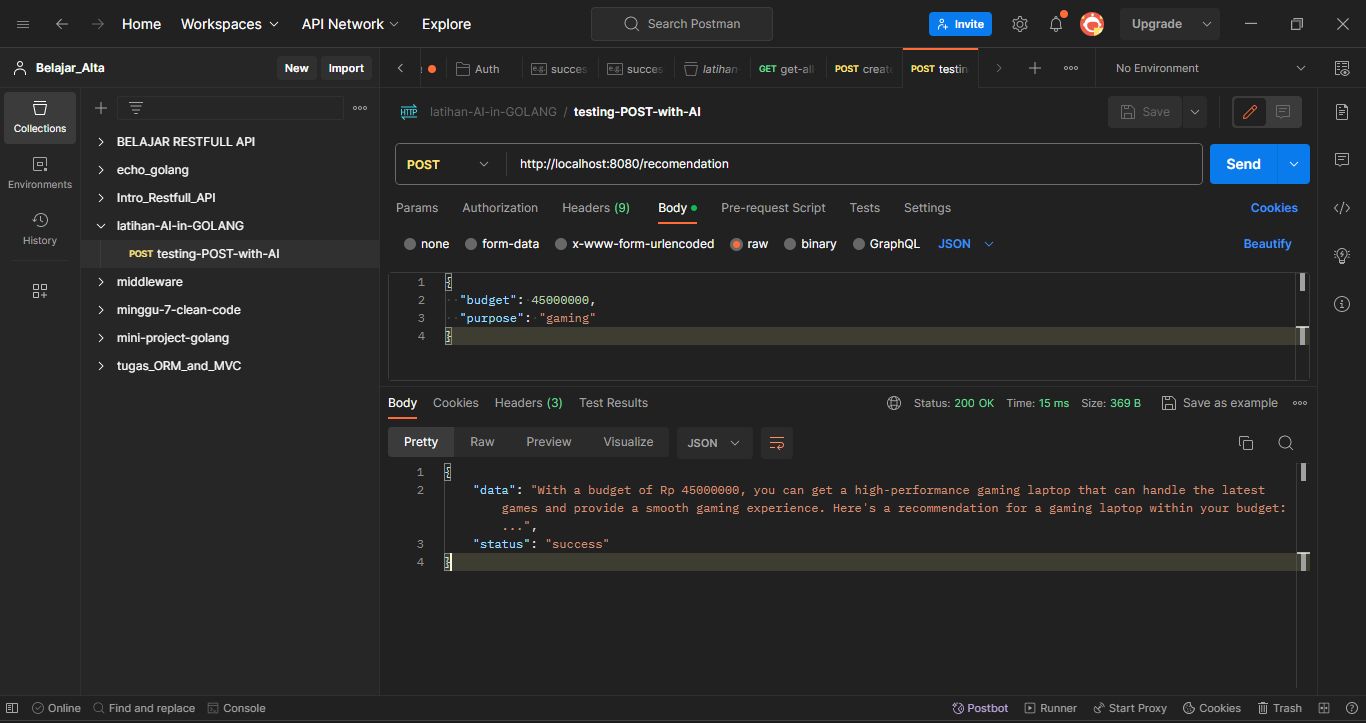 Home Workspaces API Network Explore Search Postman Invite Upgrade
Belajar_Alta New Import
Auth succes succes latihan- GET get-all POST create POST testin No Environment
Collections
Environments
History
BELAJAR RESTFULL API
echo_golang
Intro_Restfull_API
latihan-AI-in-GOLANG
POST testing-POST-with-AI
middleware
minggu-7-clean-code
mini-project-golang
tugas_ORM_and_MVC
HTTP latihan-AI-in-GOLANG / testing-POST-with-AI Save
POST http://localhost:8080/recomendation Send
Params Authorization Headers (9) Body Pre-request Script Tests Settings Cookies
none form-data x-www-form-urlencoded raw binary GraphQL JSON Beautify
1 {
2 "budget": 45000000,
3 "purpose": "gaming"
4 }
Body Cookies Headers (3) Test Results Status: 200 OK Time: 15 ms Size: 369 B Save as example
Pretty Raw Preview Visualize JSON
1 {
2 "data": "With a budget of Rp 45000000, you can get a high-performance gaming laptop that can handle the latest
games and provide a smooth gaming experience. Here's a recommendation for a gaming laptop within your budget:
...",
3 "status": "success"
4 }
Online Find and replace Console Postbot Runner Start Proxy Cookies Trash